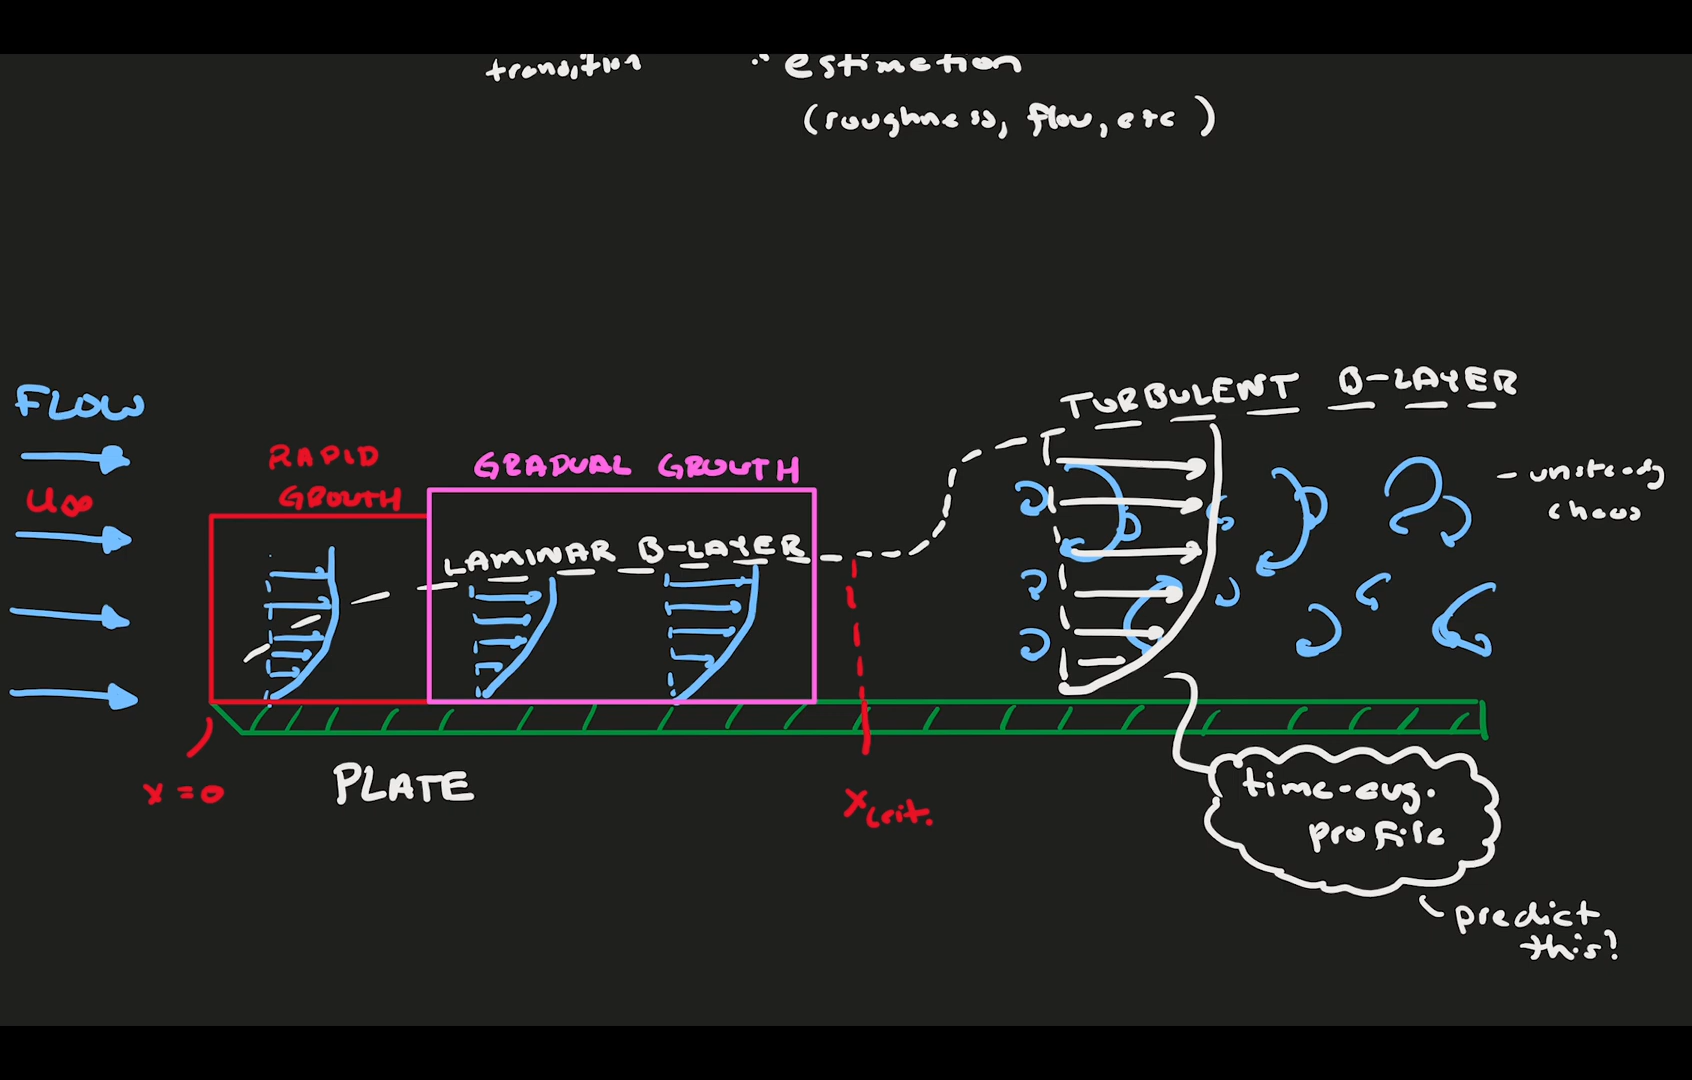 transition
∴ estimation
(roughness, flow, etc)
FLOW
U∞
RAPID
GROWTH
GRADUAL GROWTH
LAMINAR B-LAYER
TURBULENT B-LAYER
- unsteady
chaos
x=0
PLATE
xcrit.
time-avg.
profile
predict
this?